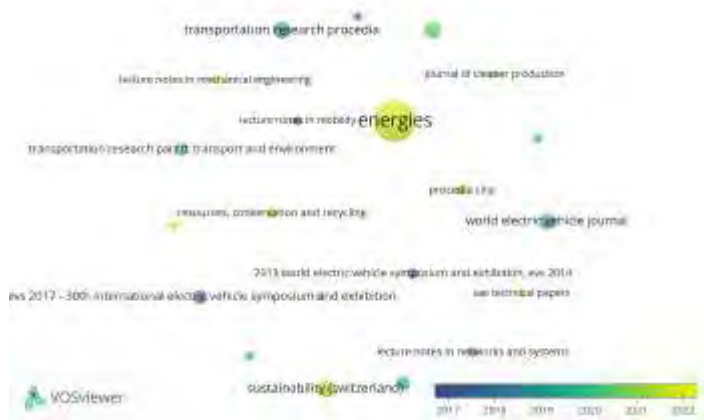 transportation research procedia
lecture notes in mechanical engineering
journal of cleaner production
lecture notes in mobility
energies
transportation research part d: transport and environment
procedia cirp
resources, conservation and recycling
world electric vehicle journal
2013 world electric vehicle symposium and exhibition, evs 2014
evs 2017 - 30th international electric vehicle symposium and exhibition
sae technical papers
lecture notes in networks and systems
sustainability (switzerland)
VOSviewer
2017 2018 2019 2020 2021 2022